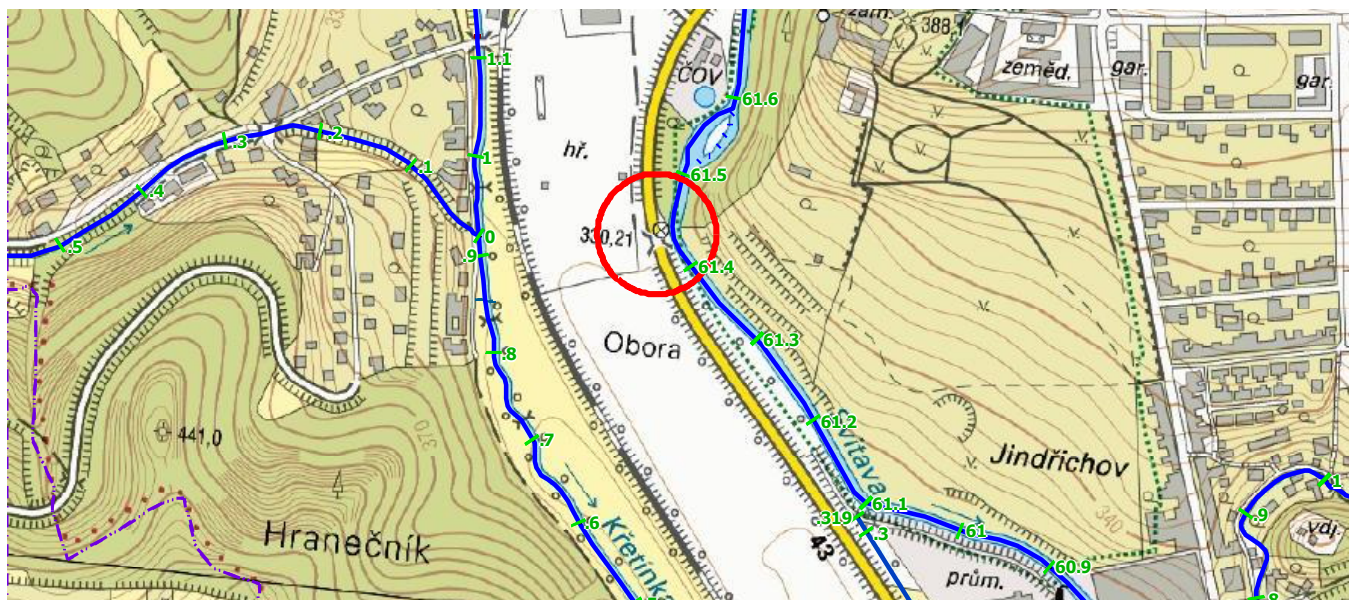 zám.
388,1
1.1
ČOV
zeměd.
gar.
gar.
61.6
.3
.2
.1
1
hř.
61.5
.4
.5
0
.9
330,21
61.4
61.3
Obora
.8
441,0
370
.7
61.2
Svitava
Jindřichov
1
61.1
319
.3
61
340
.9
vdj.
.6
Hranečník
Křetínka
43
prům.
60.9
.8